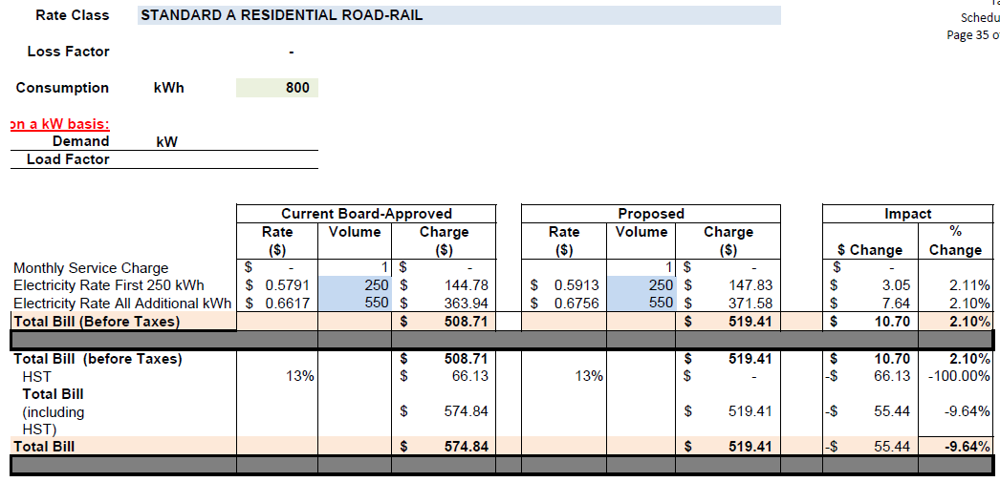 Rate Class STANDARD A RESIDENTIAL ROAD-RAIL
Schedu
Loss Factor -
Page 35 o
Consumption kWh 800
on a kW basis:
Demand kW
Load Factor
Current Board-Approved Proposed Impact
Rate ($) Volume Charge ($) Rate ($) Volume Charge ($) $ Change % Change
Monthly Service Charge $ - 1 $ - 1 $ - $ -
Electricity Rate First 250 kWh $ 0.5791 250 $ 144.78 $ 0.5913 250 $ 147.83 $ 3.05 2.11%
Electricity Rate All Additional kWh $ 0.6617 550 $ 363.94 $ 0.6756 550 $ 371.58 $ 7.64 2.10%
Total Bill (Before Taxes) $ 508.71 $ 519.41 $ 10.70 2.10%
Total Bill (before Taxes) $ 508.71 $ 519.41 $ 10.70 2.10%
HST 13% $ 66.13 13% $ - -$ 66.13 -100.00%
Total Bill
(including $ 574.84 $ 519.41 -$ 55.44 -9.64%
HST)
Total Bill $ 574.84 $ 519.41 -$ 55.44 -9.64%